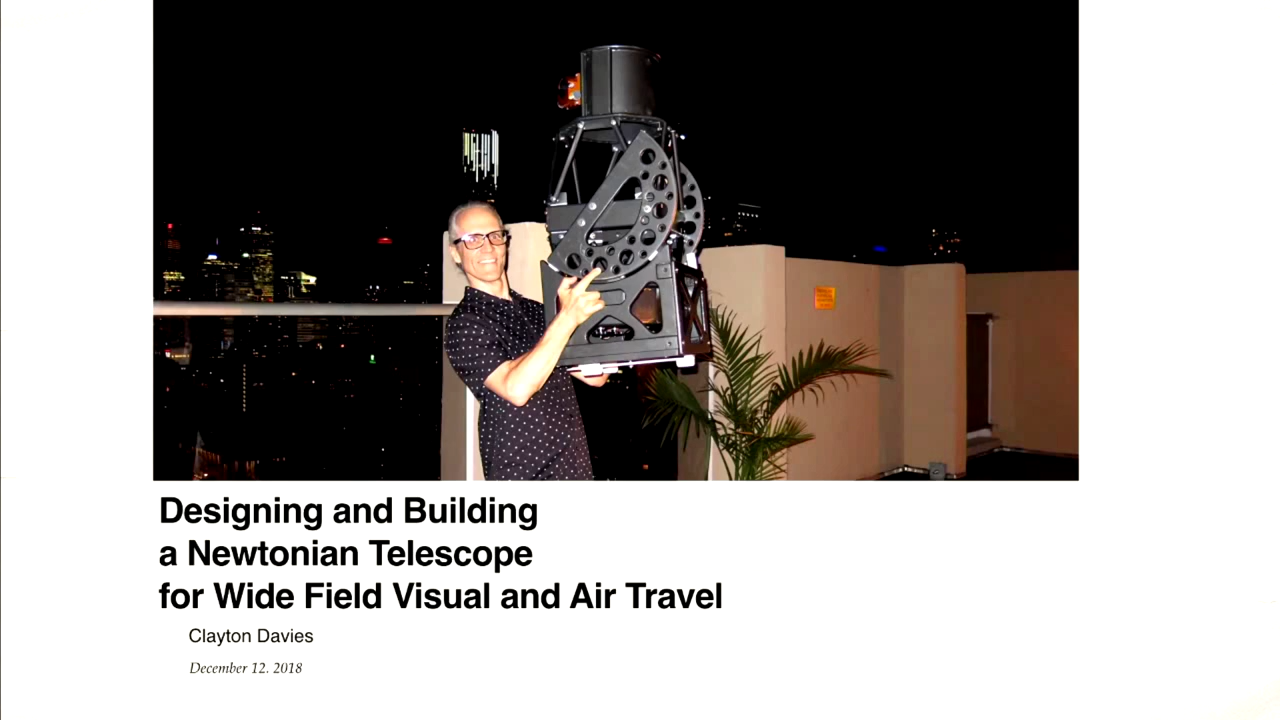 Designing and Building
a Newtonian Telescope
for Wide Field Visual and Air Travel
Clayton Davies
December 12. 2018